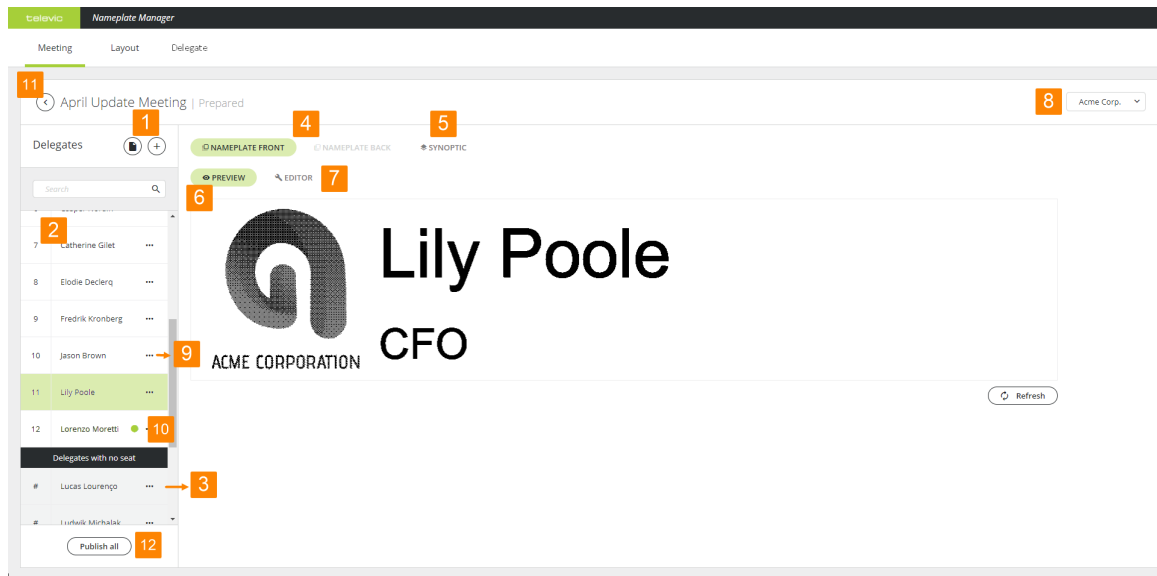 televic Nameplate Manager
Meeting Layout Delegate
11
April Update Meeting | Prepared
8
Acme Corp.
1
4
5
Delegates
NAMEPLATE FRONT
NAMEPLATE BACK
SYNOPTIC
PREVIEW
EDITOR
7
Search
6
2
7 Catherine Gilet ...
8 Elodie Declerq ...
9 Fredrik Kronberg ...
10 Jason Brown ...
9
11 Lily Poole ...
12 Lorenzo Moretti
10
Delegates with no seat
# Lucas Lourenço ...
3
# Ludwik Michalak ...
Publish all
12
Lily Poole
CFO
ACME CORPORATION
Refresh